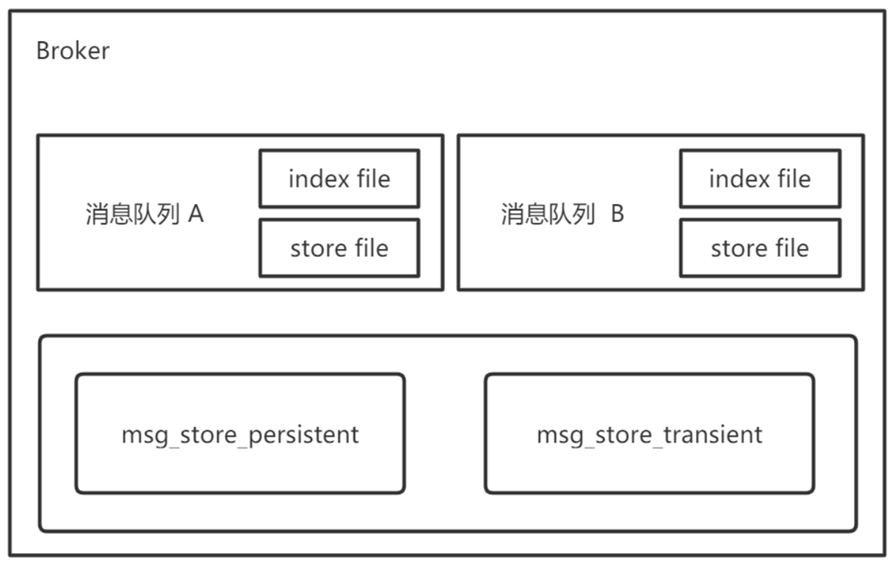 Broker
消息队列 A
index file
store file
消息队列 B
index file
store file
msg_store_persistent
msg_store_transient